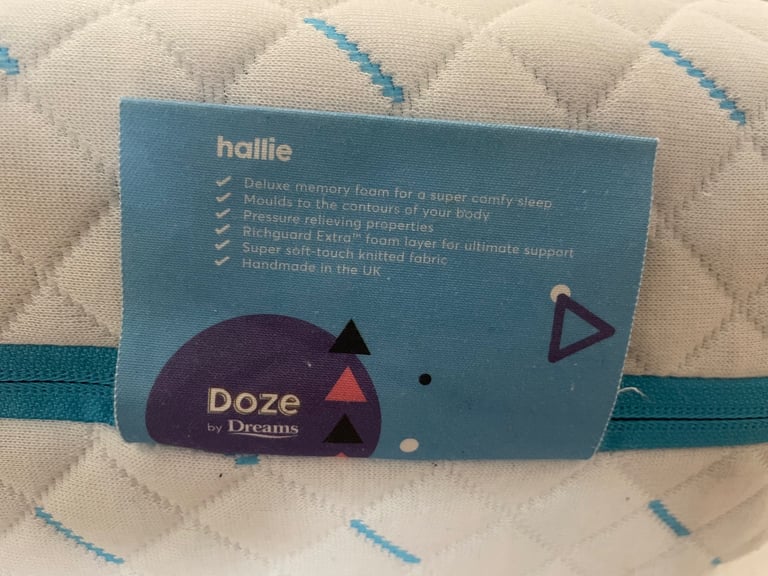 hallie
Deluxe memory foam for a super comfy sleep
Moulds to the contours of your body
Pressure relieving properties
Richguard Extra™ foam layer for ultimate support
Super soft-touch knitted fabric
Handmade in the UK
Doze
by Dreams